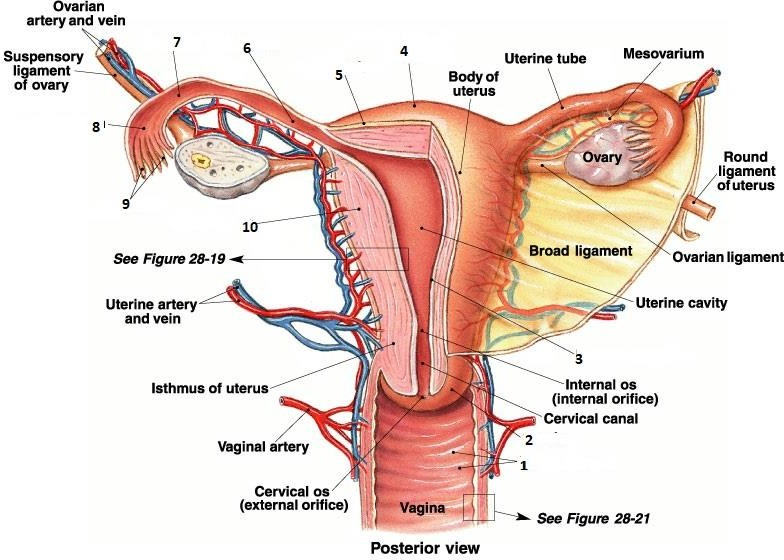 Ovarian
artery and vein
Suspensory
ligament
of ovary
7
6
5
4
Body of
uterus
Uterine tube
Mesovarium
8
9
10
Ovary
Round
ligament
of uterus
See Figure 28-19
Broad ligament
Ovarian ligament
Uterine artery
and vein
Uterine cavity
3
Isthmus of uterus
Internal os
(internal orifice)
Cervical canal
2
Vaginal artery
1
Cervical os
(external orifice)
Vagina
See Figure 28-21
Posterior view